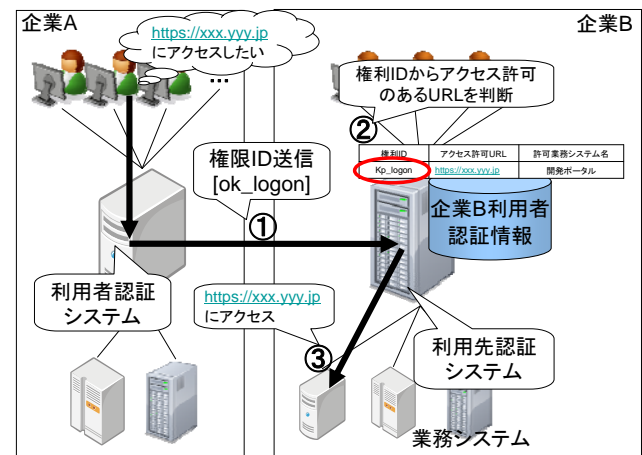 企業A
企業B
https://xxx.yyy.jp
にアクセスしたい
…
権利IDからアクセス許可
のあるURLを判断
②
権利ID アクセス許可URL 許可業務システム名
Kp_logon https://xxx.yyy.jp 開発ポータル
権限ID送信
[ok_logon]
①
企業B利用者
認証情報
利用者認証
システム
https://xxx.yyy.jp
にアクセス
③
利用先認証
システム
業務システム